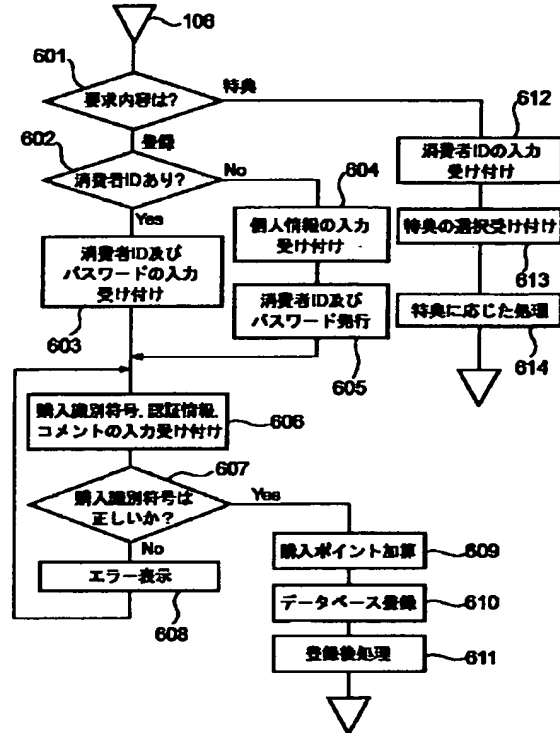 106
601
要求内容は?
特典
登録
602
消費者IDあり?
No
Yes
消費者ID及び
パスワードの入力
受け付け
603
604
個人情報の入力
受け付け
消費者ID及び
パスワード発行
605
612
消費者IDの入力
受け付け
特典の選択受け付け
613
特典に応じた処理
614
購入識別符号、認証情報、
コメントの入力受け付け
606
607
購入識別符号は
正しいか?
Yes
No
エラー表示
608
購入ポイント加算
609
データベース登録
610
登録後処理
611